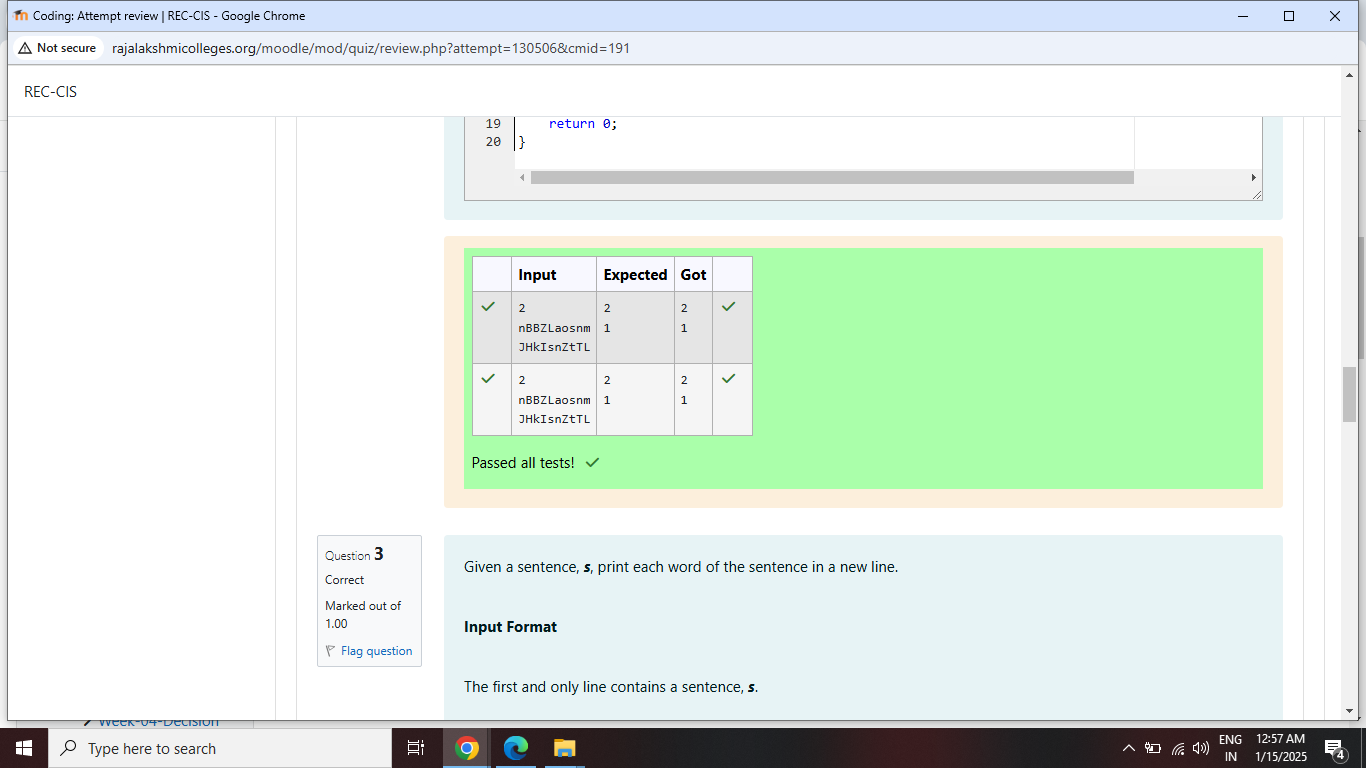 Coding: Attempt review | REC-CIS - Google Chrome
Not secure rajalakshmicolleges.org/moodle/mod/quiz/review.php?attempt=130506&cmid=191
REC-CIS
19 return 0;
20 }
Input Expected Got
2 2 2
nBBZLaosnm 1 1
JHkIsnZtTL
2 2 2
nBBZLaosnm 1 1
JHkIsnZtTL
Passed all tests!
Question 3
Correct
Marked out of
1.00
Flag question
Given a sentence, s, print each word of the sentence in a new line.
Input Format
The first and only line contains a sentence, s.
Week-04-Decision
Type here to search
ENG
IN
12:57 AM
1/15/2025
4